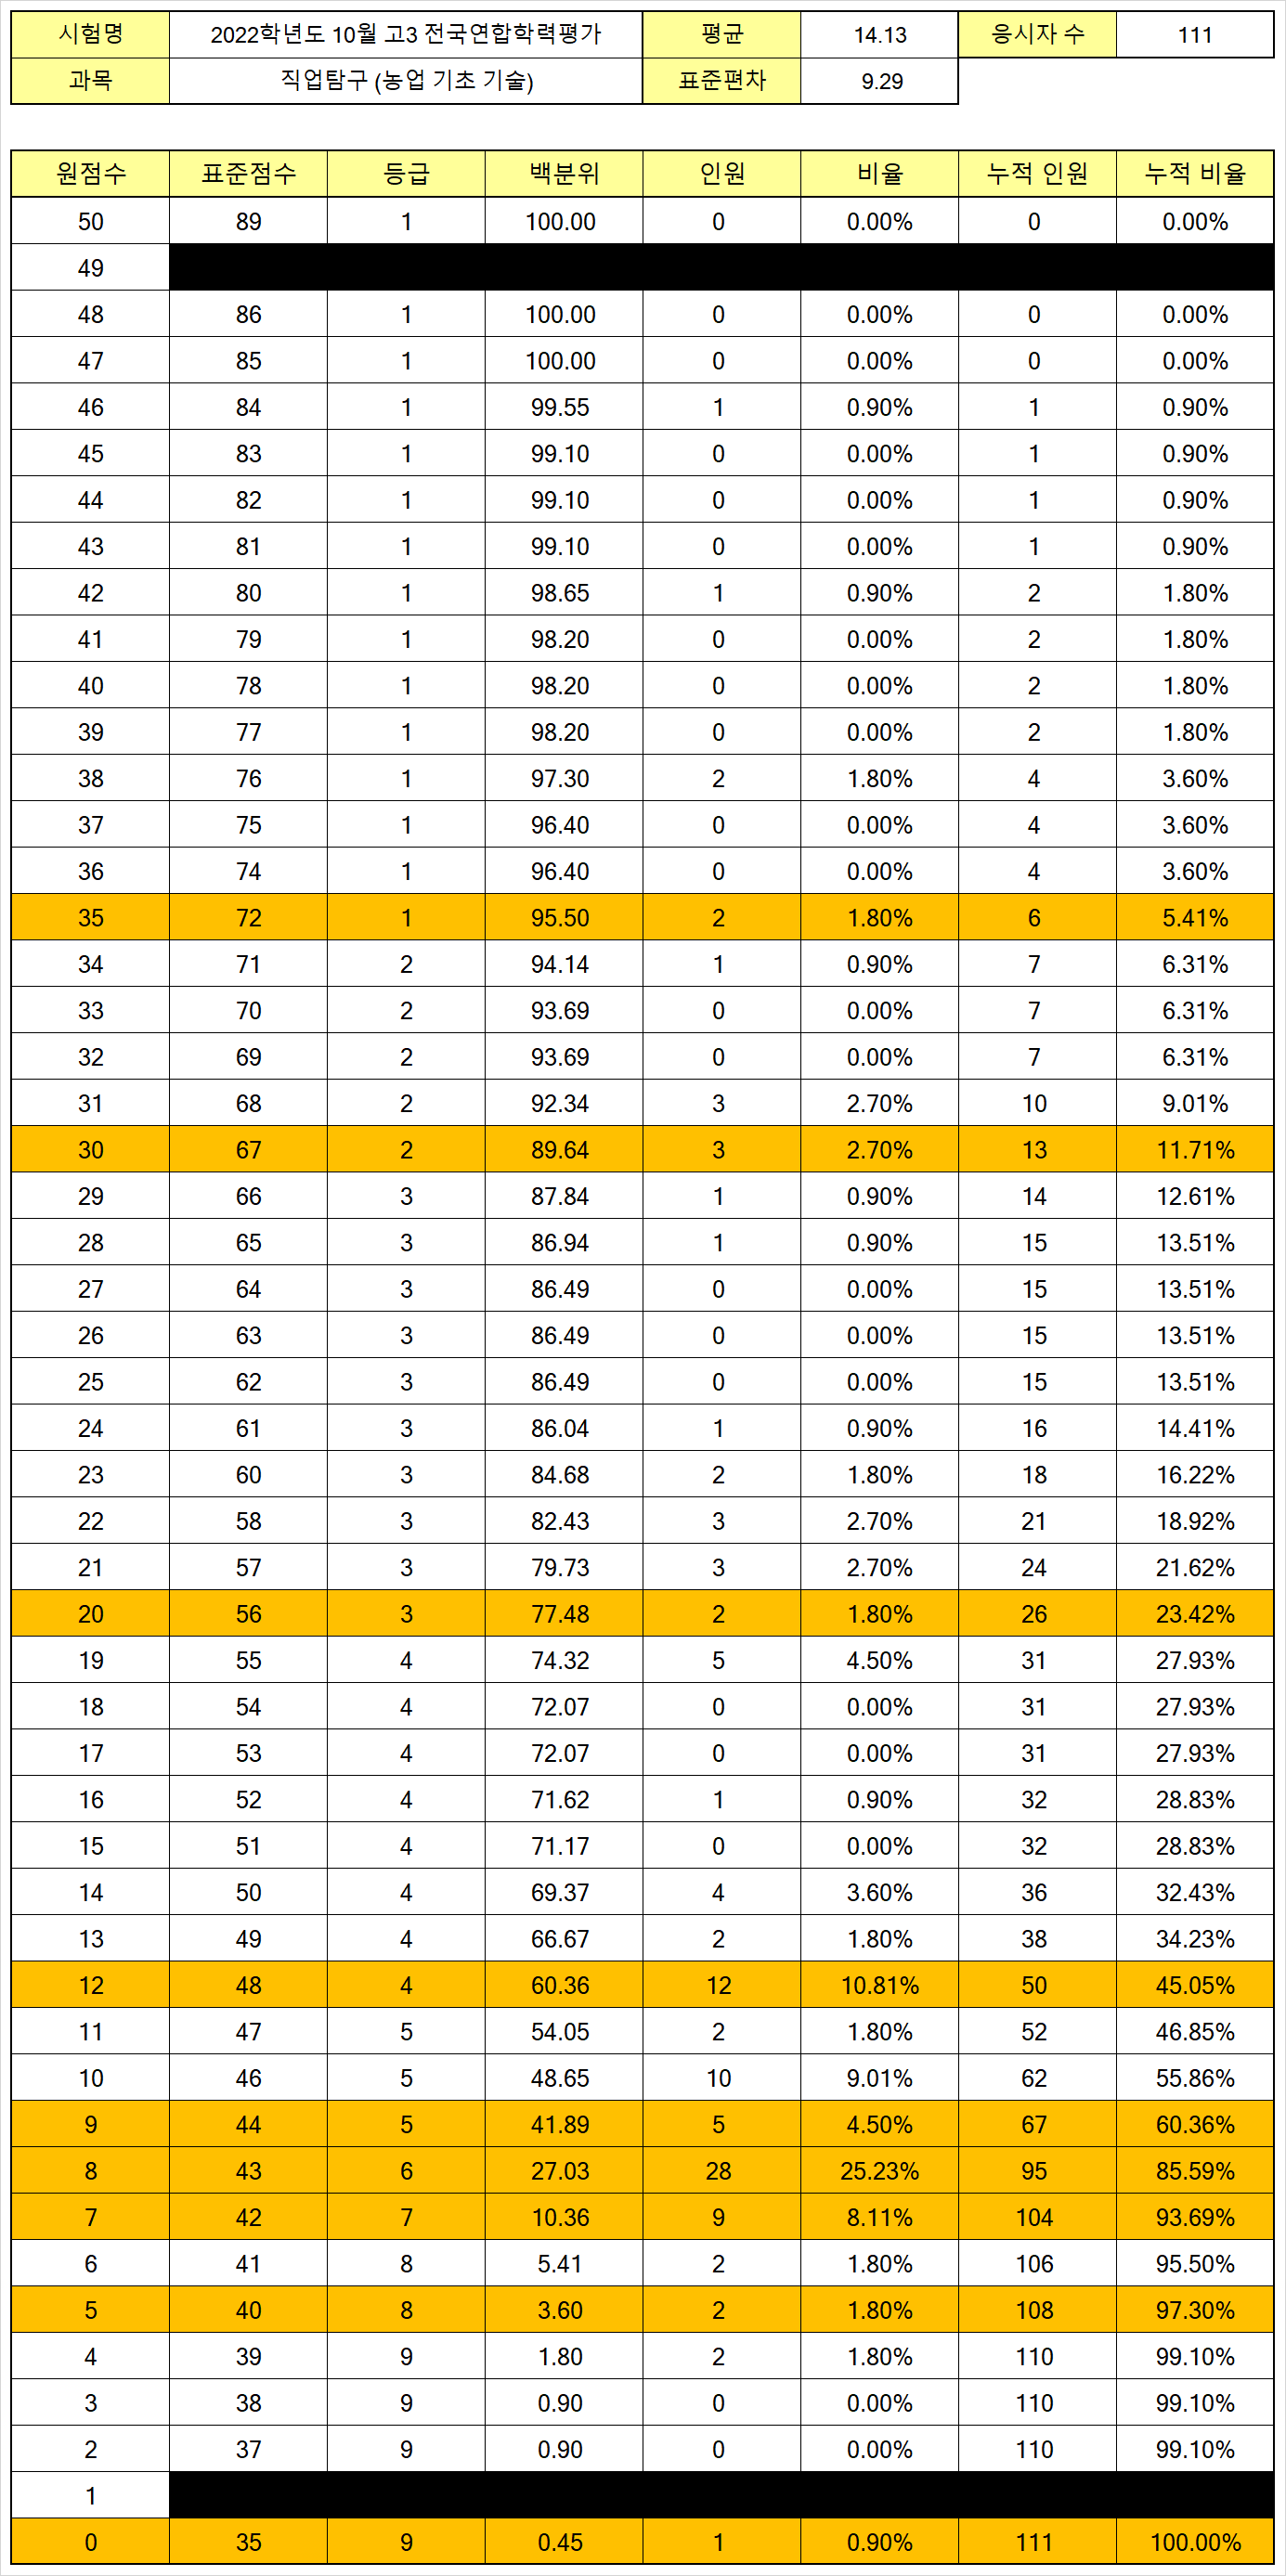 시험명 2022학년도 10월 고3 전국연합학력평가 평균 14.13 응시자 수 111
과목 직업탐구 (농업 기초 기술) 표준편차 9.29
원점수 표준점수 등급 백분위 인원 비율 누적 인원 누적 비율
50 89 1 100.00 0 0.00% 0 0.00%
49
48 86 1 100.00 0 0.00% 0 0.00%
47 85 1 100.00 0 0.00% 0 0.00%
46 84 1 99.55 1 0.90% 1 0.90%
45 83 1 99.10 0 0.00% 1 0.90%
44 82 1 99.10 0 0.00% 1 0.90%
43 81 1 99.10 0 0.00% 1 0.90%
42 80 1 98.65 1 0.90% 2 1.80%
41 79 1 98.20 0 0.00% 2 1.80%
40 78 1 98.20 0 0.00% 2 1.80%
39 77 1 98.20 0 0.00% 2 1.80%
38 76 1 97.30 2 1.80% 4 3.60%
37 75 1 96.40 0 0.00% 4 3.60%
36 74 1 96.40 0 0.00% 4 3.60%
35 72 1 95.50 2 1.80% 6 5.41%
34 71 2 94.14 1 0.90% 7 6.31%
33 70 2 93.69 0 0.00% 7 6.31%
32 69 2 93.69 0 0.00% 7 6.31%
31 68 2 92.34 3 2.70% 10 9.01%
30 67 2 89.64 3 2.70% 13 11.71%
29 66 3 87.84 1 0.90% 14 12.61%
28 65 3 86.94 1 0.90% 15 13.51%
27 64 3 86.49 0 0.00% 15 13.51%
26 63 3 86.49 0 0.00% 15 13.51%
25 62 3 86.49 0 0.00% 15 13.51%
24 61 3 86.04 1 0.90% 16 14.41%
23 60 3 84.68 2 1.80% 18 16.22%
22 58 3 82.43 3 2.70% 21 18.92%
21 57 3 79.73 3 2.70% 24 21.62%
20 56 3 77.48 2 1.80% 26 23.42%
19 55 4 74.32 5 4.50% 31 27.93%
18 54 4 72.07 0 0.00% 31 27.93%
17 53 4 72.07 0 0.00% 31 27.93%
16 52 4 71.62 1 0.90% 32 28.83%
15 51 4 71.17 0 0.00% 32 28.83%
14 50 4 69.37 4 3.60% 36 32.43%
13 49 4 66.67 2 1.80% 38 34.23%
12 48 4 60.36 12 10.81% 50 45.05%
11 47 5 54.05 2 1.80% 52 46.85%
10 46 5 48.65 10 9.01% 62 55.86%
9 44 5 41.89 5 4.50% 67 60.36%
8 43 6 27.03 28 25.23% 95 85.59%
7 42 7 10.36 9 8.11% 104 93.69%
6 41 8 5.41 2 1.80% 106 95.50%
5 40 8 3.60 2 1.80% 108 97.30%
4 39 9 1.80 2 1.80% 110 99.10%
3 38 9 0.90 0 0.00% 110 99.10%
2 37 9 0.90 0 0.00% 110 99.10%
1
0 35 9 0.45 1 0.90% 111 100.00%